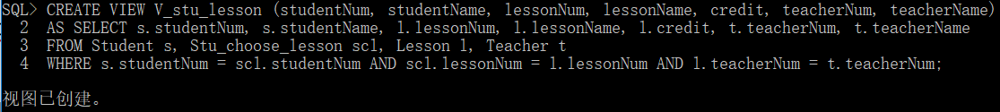 SQL> CREATE VIEW V_stu_lesson (studentNum, studentName, lessonNum, lessonName, credit, teacherNum, teacherName)
2 AS SELECT s.studentNum, s.studentName, l.lessonNum, l.lessonName, l.credit, t.teacherNum, t.teacherName
3 FROM Student s, Stu_choose_lesson scl, Lesson l, Teacher t
4 WHERE s.studentNum = scl.studentNum AND scl.lessonNum = l.lessonNum AND l.teacherNum = t.teacherNum;
视图已创建。